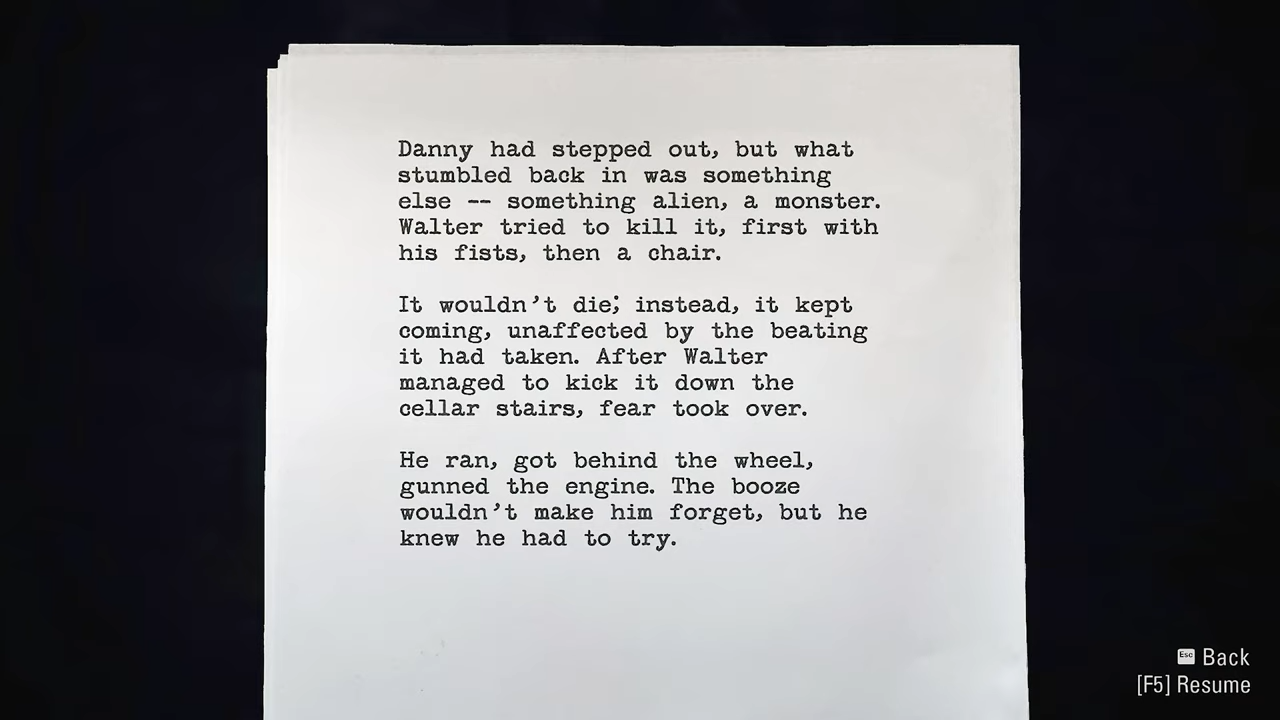 Danny had stepped out, but what
stumbled back in was something
else -- something alien, a monster.
Walter tried to kill it, first with
his fists, then a chair.
It wouldn't die; instead, it kept
coming, unaffected by the beating
it had taken. After Walter
managed to kick it down the
cellar stairs, fear took over.
He ran, got behind the wheel,
gunned the engine. The booze
wouldn't make him forget, but he
knew he had to try.
Esc Back
[F5] Resume